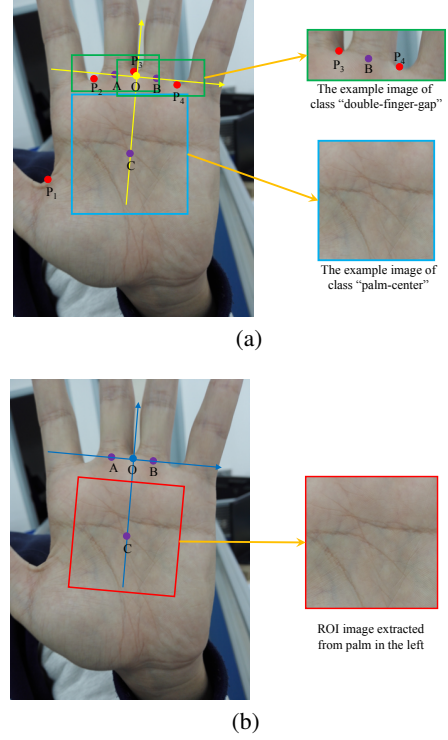 P3
P2
A
O
B
P4
C
P1
P3
B
P4
The example image of
class “double-finger-gap”
The example image of
class “palm-center”
(a)
A
O
B
C
ROI image extracted
from palm in the left
(b)